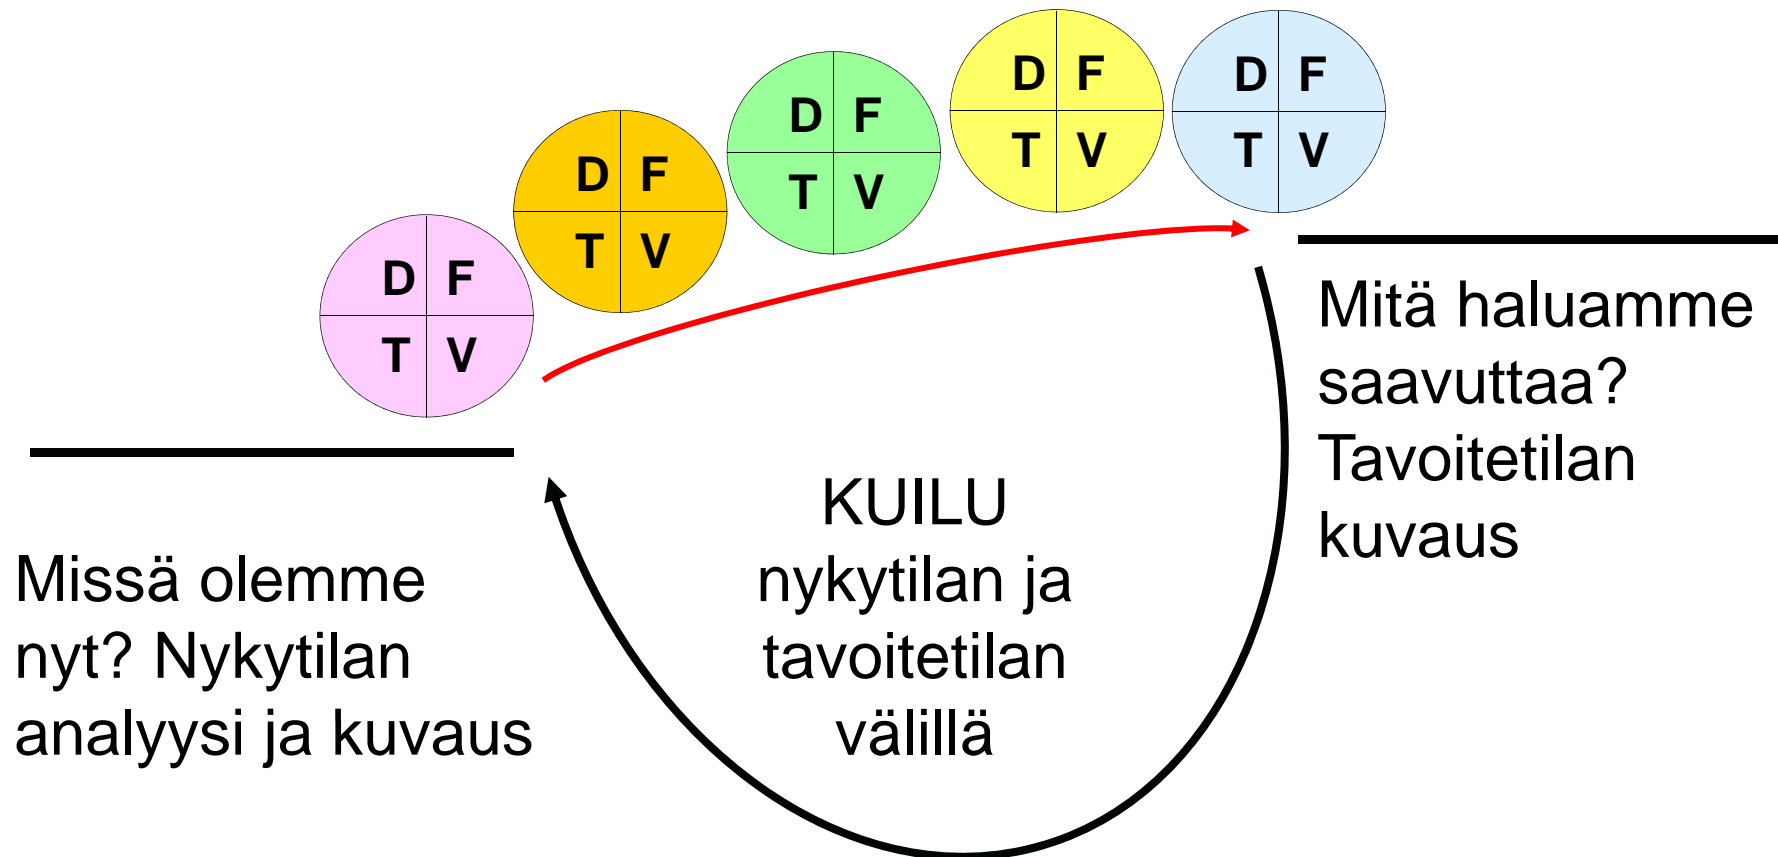 D F
T V
D F
T V
D F
T V
D F
T V
D F
T V
Missä olemme
nyt? Nykytilan
analyysi ja kuvaus
KUILU
nykytilan ja
tavoitetilan
välillä
Mitä haluamme
saavuttaa?
Tavoitetilan
kuvaus